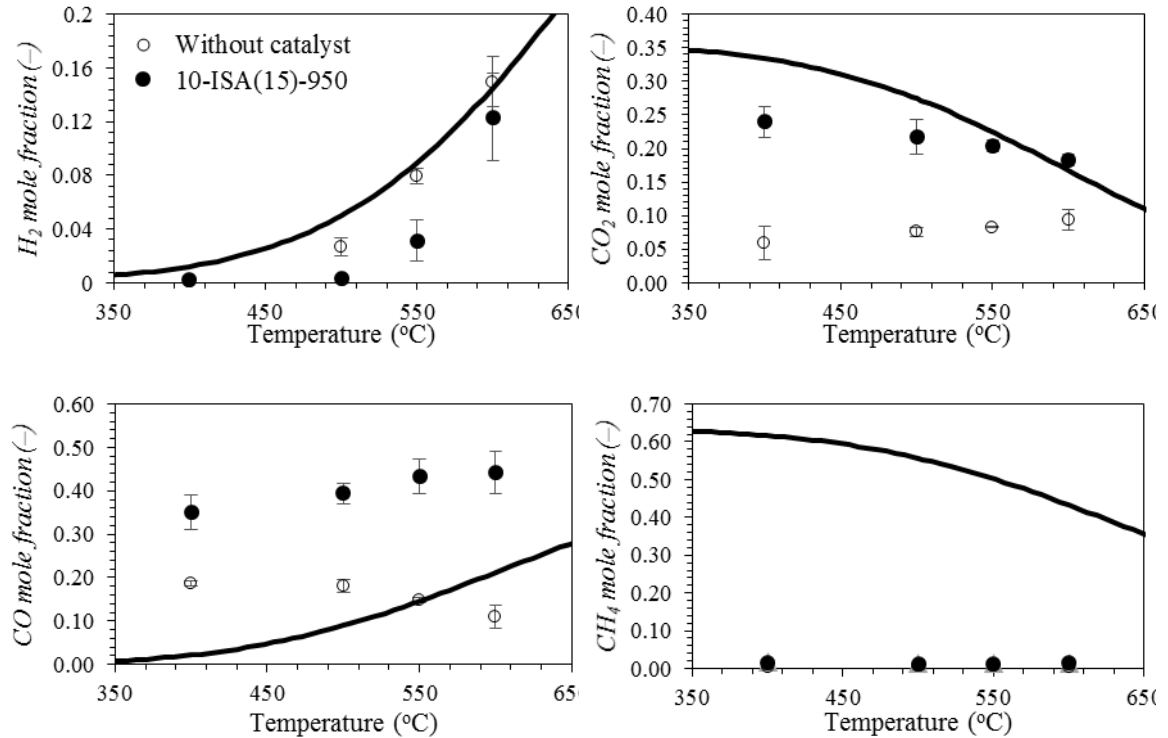 0.2
0.16
0.12
0.08
0.04
0
H2 mole fraction (–)
Without catalyst
10-ISA(15)-950
350 450 550 650
Temperature (oC)
0.40
0.35
0.30
0.25
0.20
0.15
0.10
0.05
0.00
CO2 mole fraction (–)
350 450 550 650
Temperature (oC)
0.60
0.50
0.40
0.30
0.20
0.10
0.00
CO mole fraction (–)
350 450 550 650
Temperature (oC)
0.70
0.60
0.50
0.40
0.30
0.20
0.10
0.00
CH4 mole fraction (–)
350 450 550 650
Temperature (oC)